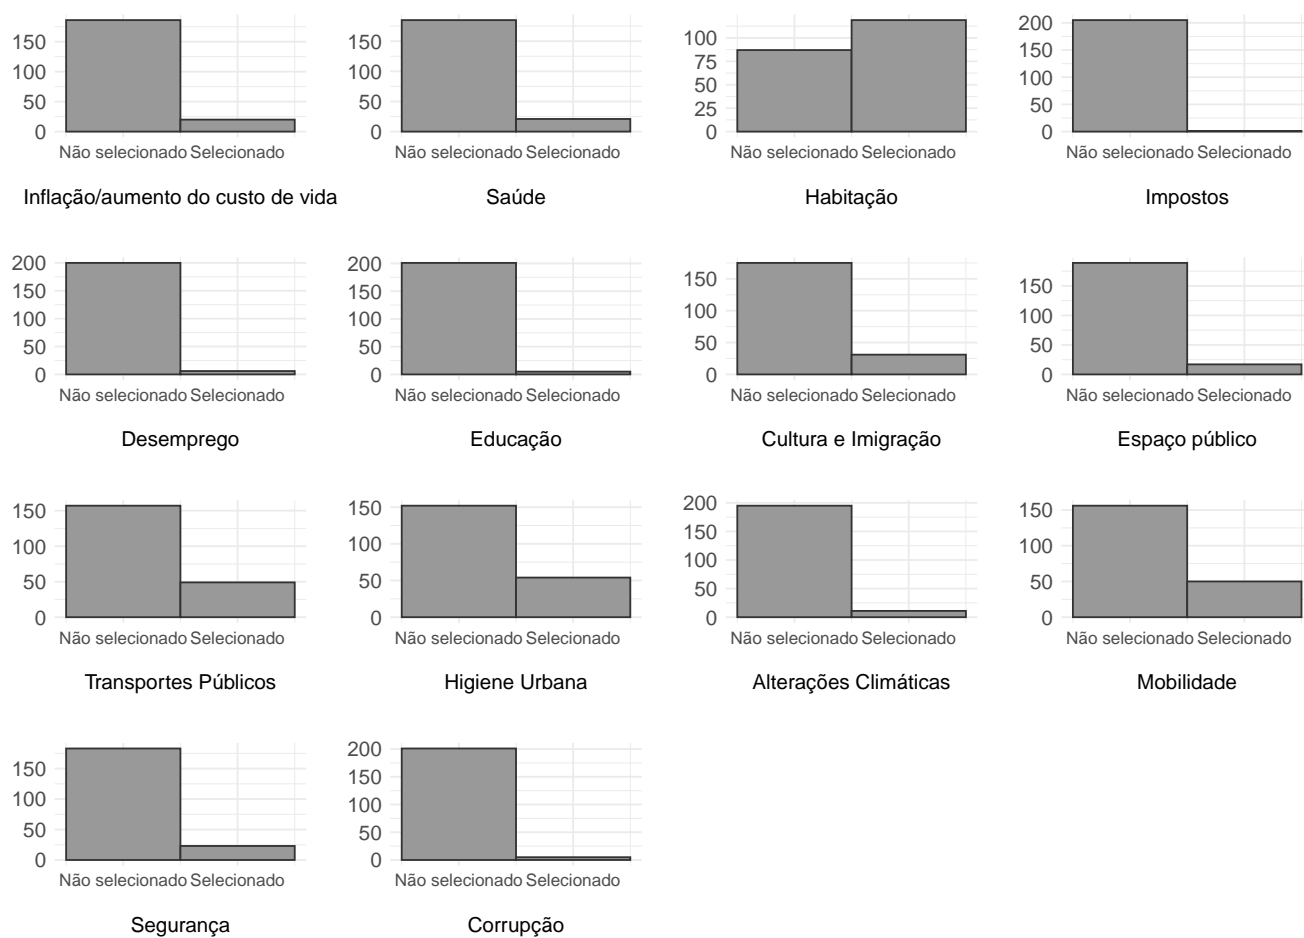 150
100
50
0
Não selecionado Selecionado
Inflação/aumento do custo de vida
150
100
50
0
Não selecionado Selecionado
Saúde
100
75
50
25
0
Não selecionado Selecionado
Habitação
200
150
100
50
0
Não selecionado Selecionado
Impostos
200
150
100
50
0
Não selecionado Selecionado
Desemprego
200
150
100
50
0
Não selecionado Selecionado
Educação
150
100
50
0
Não selecionado Selecionado
Cultura e Imigração
150
100
50
0
Não selecionado Selecionado
Espaço público
150
100
50
0
Não selecionado Selecionado
Transportes Públicos
150
100
50
0
Não selecionado Selecionado
Higiene Urbana
200
150
100
50
0
Não selecionado Selecionado
Alterações Climáticas
150
100
50
0
Não selecionado Selecionado
Mobilidade
150
100
50
0
Não selecionado Selecionado
Segurança
200
150
100
50
0
Não selecionado Selecionado
Corrupção